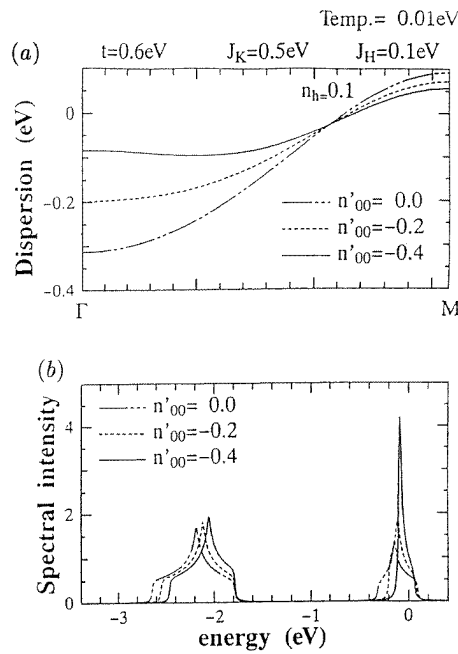 Temp.= 0.01eV
(a) t=0.6eV J_K=0.5eV J_H=0.1eV
n_h=0.1
0
-0.2
-0.4
Dispersion (eV)
n'_00= 0.0
n'_00=-0.2
n'_00=-0.4
Γ M
(b)
n'_00= 0.0
n'_00=-0.2
n'_00=-0.4
4
2
0
Spectral intensity
-3 -2 -1 0
energy (eV)